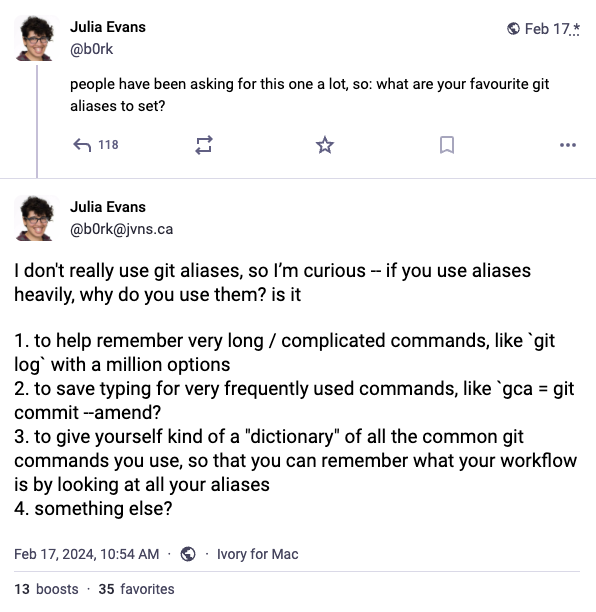 Julia Evans
@b0rk
Feb 17 *
people have been asking for this one a lot, so: what are your favourite git
aliases to set?
118
Julia Evans
@b0rk@jvns.ca
I don't really use git aliases, so I’m curious -- if you use aliases
heavily, why do you use them? is it
1. to help remember very long / complicated commands, like `git
log` with a million options
2. to save typing for very frequently used commands, like `gca = git
commit --amend?
3. to give yourself kind of a "dictionary" of all the common git
commands you use, so that you can remember what your workflow
is by looking at all your aliases
4. something else?
Feb 17, 2024, 10:54 AM · Ivory for Mac
13 boosts · 35 favorites